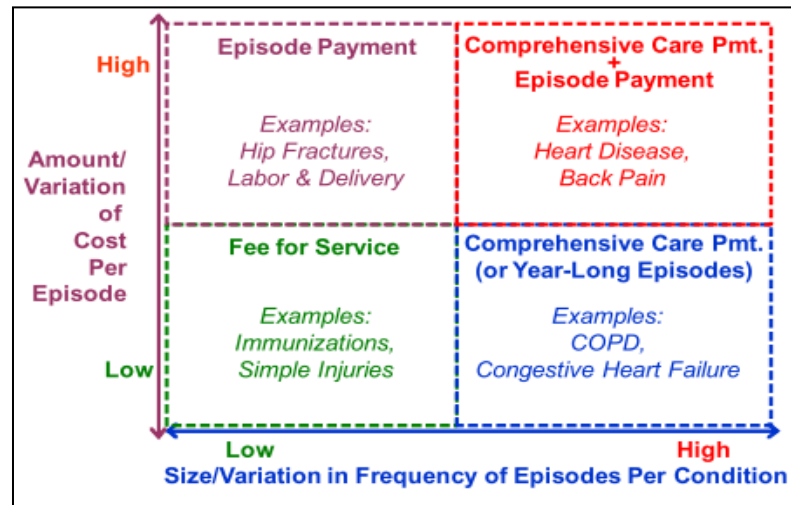 High
Amount/
Variation
of
Cost
Per
Episode
Low
Episode Payment
Examples:
Hip Fractures,
Labor & Delivery
Comprehensive Care Pmt.
+
Episode Payment
Examples:
Heart Disease,
Back Pain
Fee for Service
Examples:
Immunizations,
Simple Injuries
Comprehensive Care Pmt.
(or Year-Long Episodes)
Examples:
COPD,
Congestive Heart Failure
Low
High
Size/Variation in Frequency of Episodes Per Condition